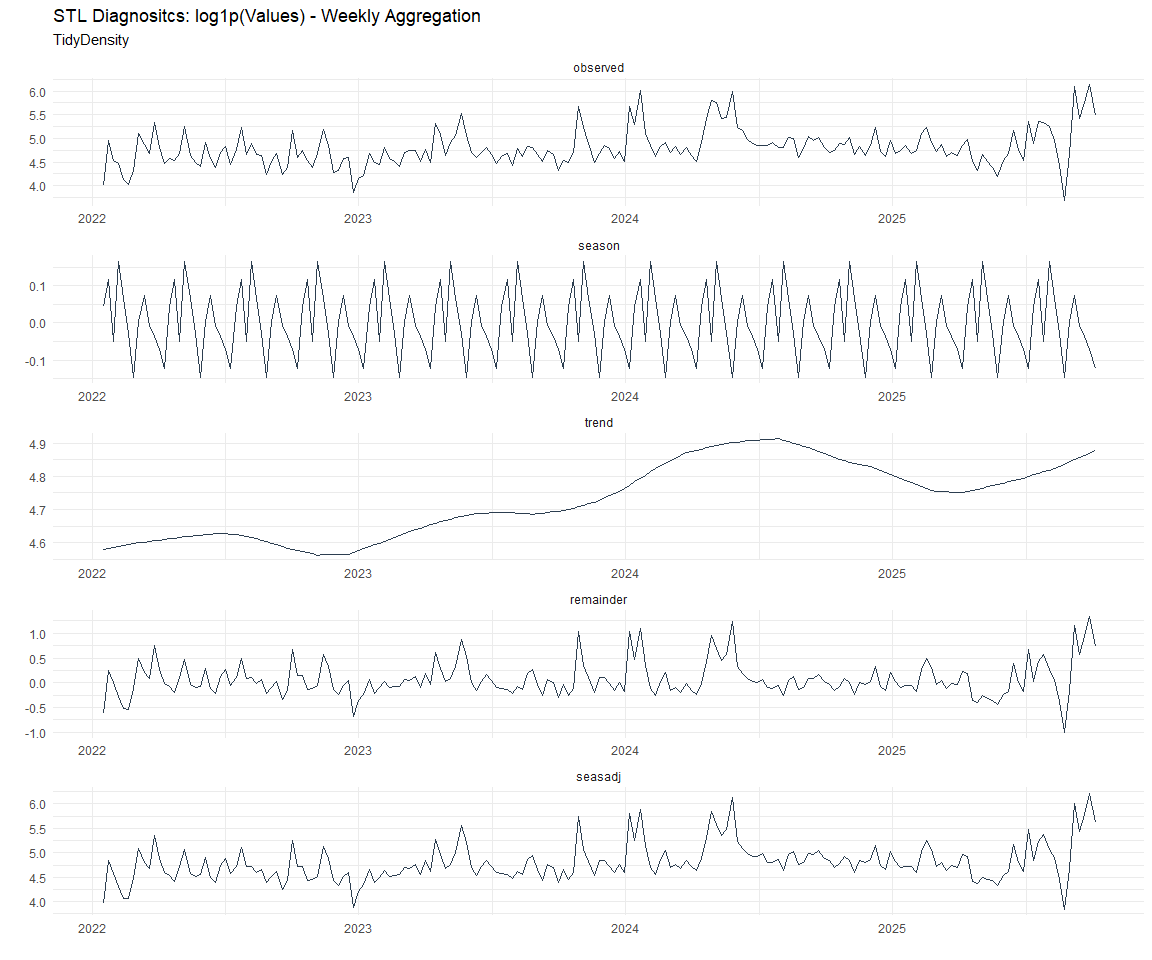 STL Diagnositcs: log1p(Values) - Weekly Aggregation
TidyDensity
observed
6.0
5.5
5.0
4.5
4.0
2022 2023 2024 2025
season
0.1
0.0
-0.1
2022 2023 2024 2025
trend
4.9
4.8
4.7
4.6
2022 2023 2024 2025
remainder
1.0
0.5
0.0
-0.5
-1.0
2022 2023 2024 2025
seasadj
6.0
5.5
5.0
4.5
4.0
2022 2023 2024 2025